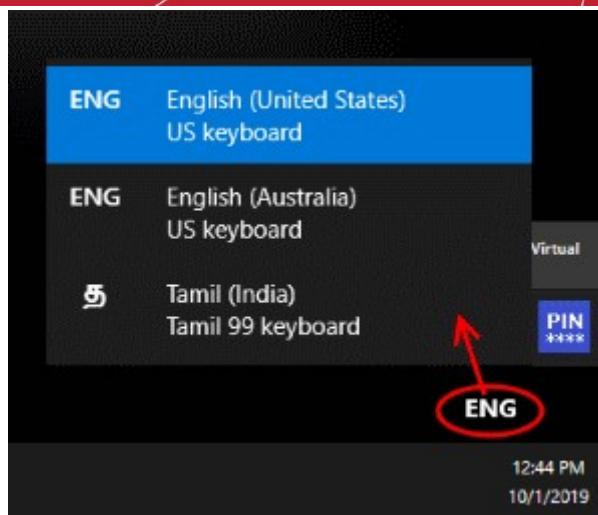 ENG English (United States)
US keyboard
ENG English (Australia)
US keyboard
த Tamil (India)
Tamil 99 keyboard
Virtual
PIN
****
ENG
12:44 PM
10/1/2019